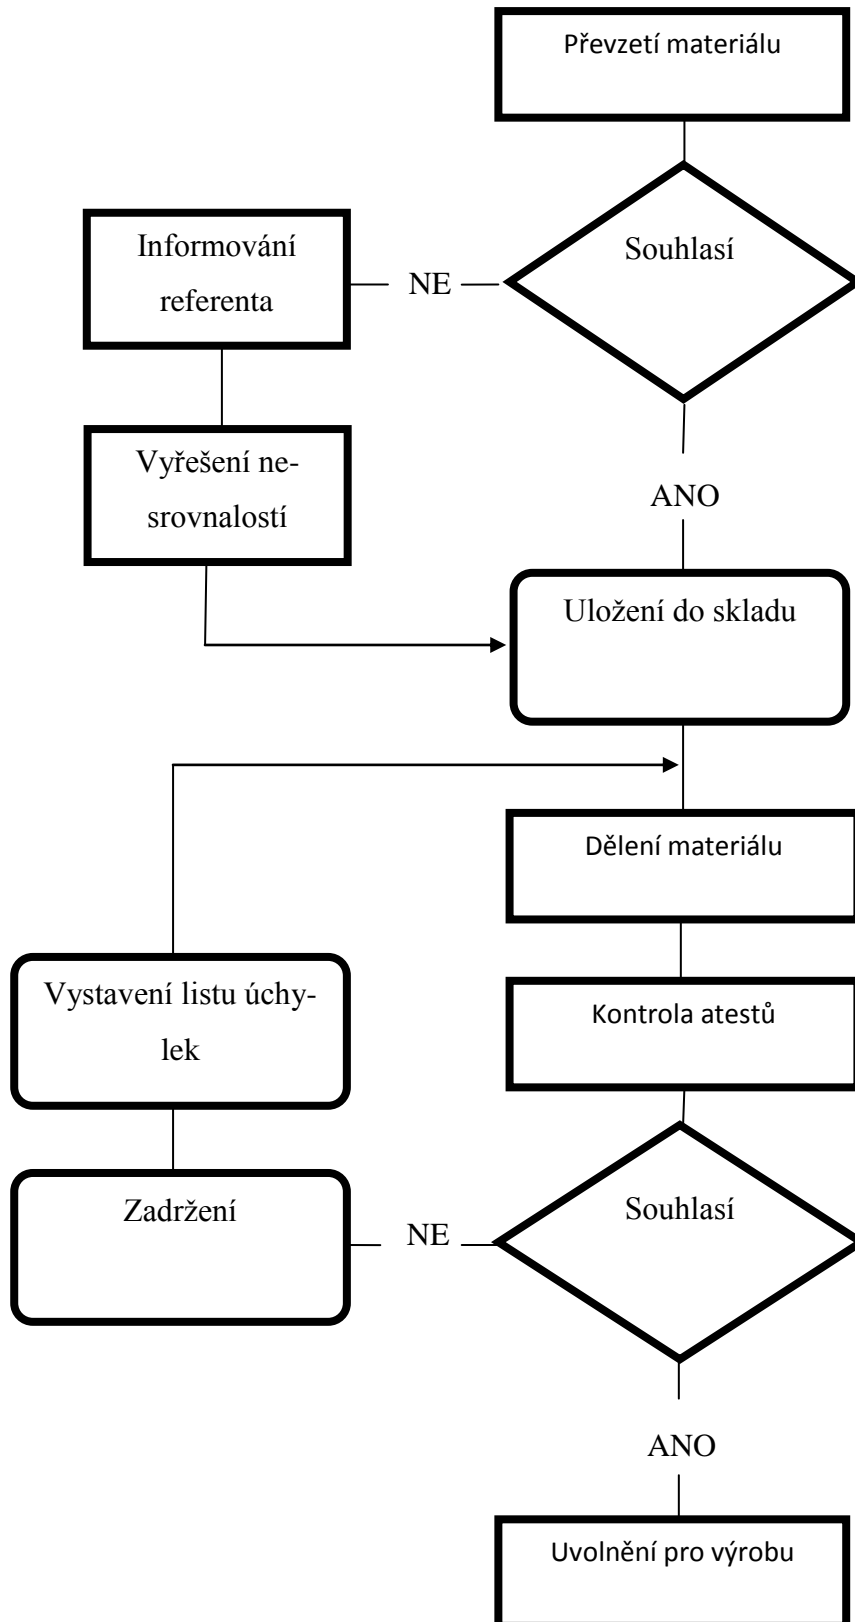 Převzetí materiálu
Souhlasí
Informování
referenta
NE
Vyřešení ne-
srovnalostí
ANO
Uložení do skladu
Dělení materiálu
Vystavení listu úchy-
lek
Kontrola atestů
Zadržení
NE
Souhlasí
ANO
Uvolnění pro výrobu